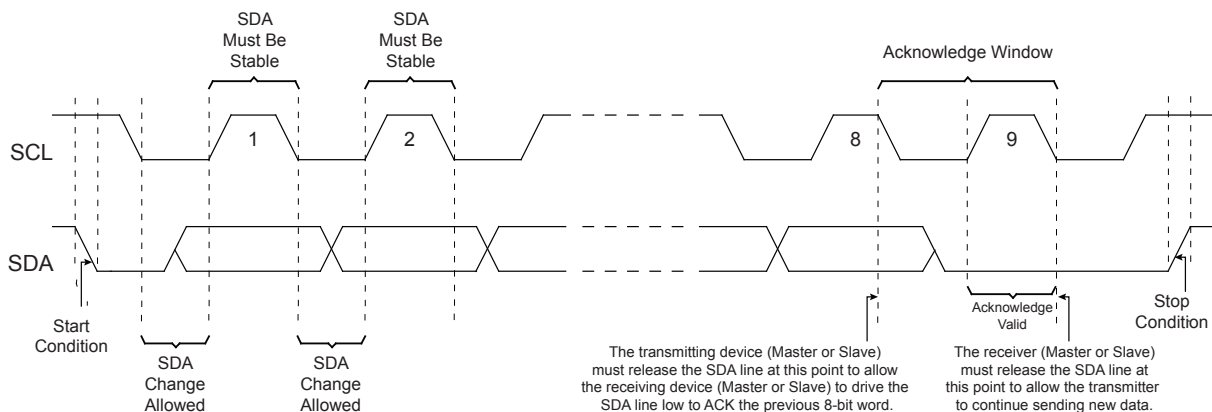 SDA
Must Be
Stable
SDA
Must Be
Stable
Acknowledge Window
SCL
1
2
8
9
SDA
Start
Condition
SDA
Change
Allowed
SDA
Change
Allowed
The transmitting device (Master or Slave)
must release the SDA line at this point to allow
the receiving device (Master or Slave) to drive the
SDA line low to ACK the previous 8-bit word.
Acknowledge
Valid
The receiver (Master or Slave)
must release the SDA line at
this point to allow the transmitter
to continue sending new data.
Stop
Condition